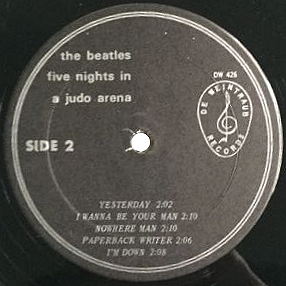 the beatles
five nights in
a judo arena
DW 426
DE WEINTRAUB
RECORDS
SIDE 2
YESTERDAY 2:02
I WANNA BE YOUR MAN 2:10
NOWHERE MAN 2:10
PAPERBACK WRITER 2:06
I'M DOWN 2:08